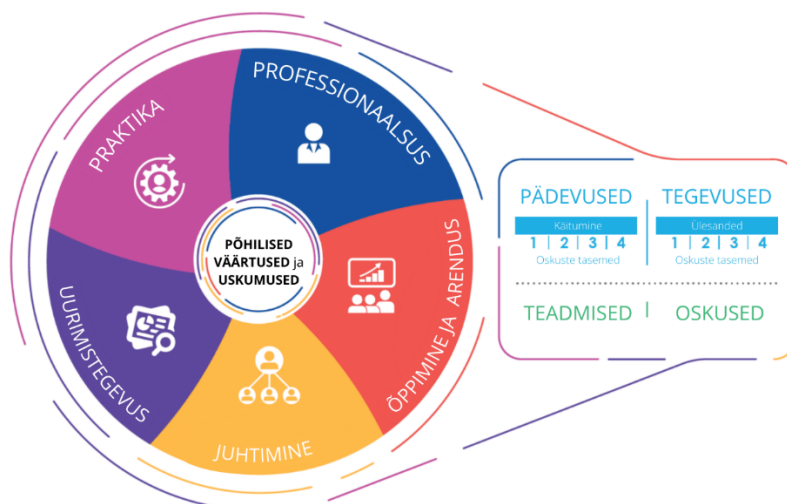 PRAKTIKA
PROFESSIONAALSUS
ÕPPIMINE JA ARENDUS
JUHTIMINE
UURIMISTEGEVUS
PÕHILISED
VÄÄRTUSED ja
USKUMUSED
PÄDEVUSED
Käitumine
1 | 2 | 3 | 4
Oskuste tasemed
TEGEVUSED
Ülesanded
1 | 2 | 3 | 4
Oskuste tasemed
TEADMISED | OSKUSED